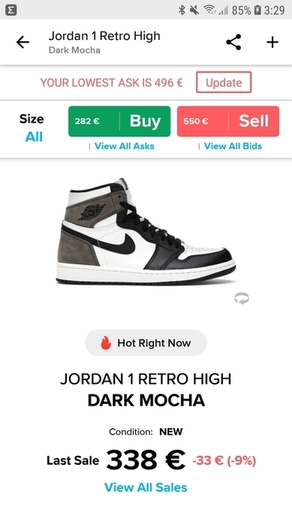 85% 3:29
Jordan 1 Retro High
Dark Mocha
YOUR LOWEST ASK IS 496 € Update
Size
All
282 € Buy
550 € Sell
View All Asks
View All Bids
Hot Right Now
JORDAN 1 RETRO HIGH
DARK MOCHA
Condition: NEW
Last Sale 338 € -33 € (-9%)
View All Sales